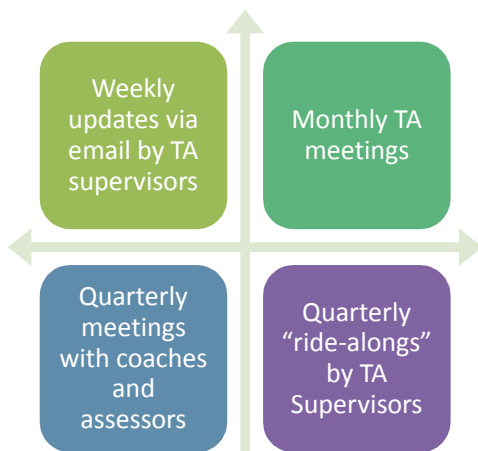 Weekly
updates via
email by TA
supervisors
Monthly TA
meetings
Quarterly
meetings
with coaches
and
assessors
Quarterly
“ride-alongs”
by TA
Supervisors